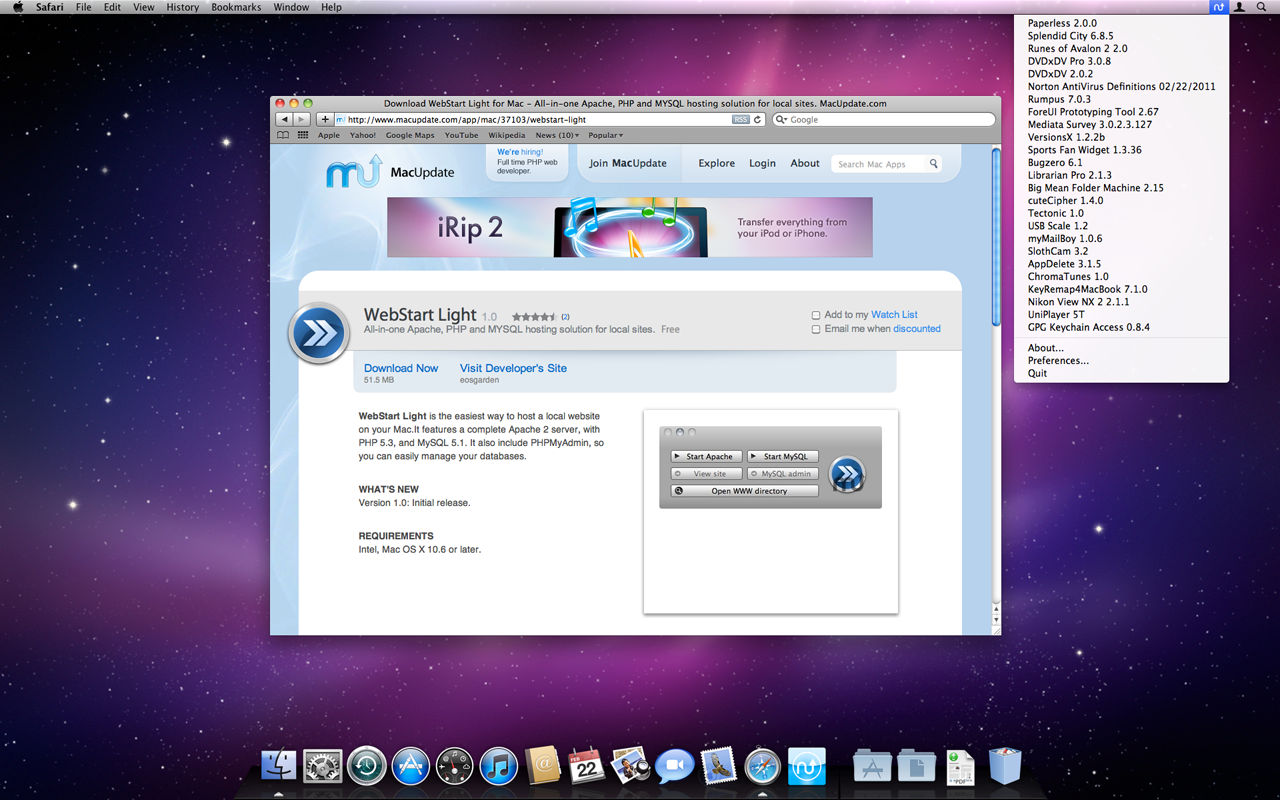 Safari File Edit View History Bookmarks Window Help
Download WebStart Light for Mac – All-in-one Apache, PHP and MYSQL hosting solution for local sites. MacUpdate.com
http://www.macupdate.com/app/mac/37103/webstart-light RSS Google
Apple Yahoo! Google Maps YouTube Wikipedia News (10) Popular
mu MacUpdate
We're hiring!
Full time PHP web
developer.
Join MacUpdate Explore Login About Search Mac Apps
iRip 2
Transfer everything from
your iPod or iPhone.
WebStart Light 1.0 (2)
All-in-one Apache, PHP and MYSQL hosting solution for local sites. Free
Add to my Watch List
Email me when discounted
Download Now Visit Developer's Site
51.5 MB eosgarden
WebStart Light is the easiest way to host a local website
on your Mac.It features a complete Apache 2 server, with
PHP 5.3, and MySQL 5.1. It also include PHPMyAdmin, so
you can easily manage your databases.
WHAT'S NEW
Version 1.0: Initial release.
REQUIREMENTS
Intel, Mac OS X 10.6 or later.
Start Apache Start MySQL
View site MySQL admin
Open WWW directory
Paperless 2.0.0
Splendid City 6.8.5
Runes of Avalon 2 2.0
DVDxDV Pro 3.0.8
DVDxDV 2.0.2
Norton AntiVirus Definitions 02/22/2011
Rumpus 7.0.3
ForeUI Prototyping Tool 2.67
Mediata Survey 3.0.2.3.127
VersionsX 1.2.2b
Sports Fan Widget 1.3.36
Bugzero 6.1
Librarian Pro 2.1.3
Big Mean Folder Machine 2.15
cuteCipher 1.4.0
Tectonic 1.0
USB Scale 1.2
myMailBoy 1.0.6
SlothCam 3.2
AppDelete 3.1.5
ChromaTunes 1.0
KeyRemap4MacBook 7.1.0
Nikon View NX 2 2.1.1
UniPlayer 5T
GPG Keychain Access 0.8.4
About...
Preferences...
Quit
FEB
22
"PDF"